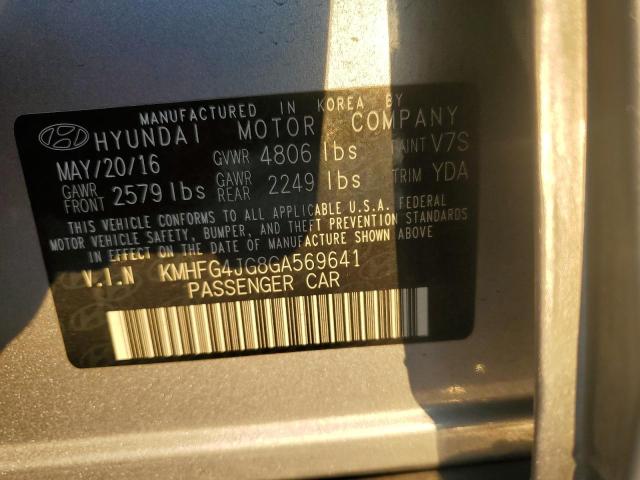 MANUFACTURED IN KOREA BY
HYUNDAI MOTOR COMPANY
MAY/20/16 GVWR 4806 lbs PAINT V7S
GAWR FRONT 2579 lbs GAWR REAR 2249 lbs TRIM YDA
THIS VEHICLE CONFORMS TO ALL APPLICABLE U.S.A. FEDERAL
MOTOR VEHICLE SAFETY, BUMPER, AND THEFT PREVENTION STANDARDS
IN EFFECT ON THE DATE OF MANUFACTURE SHOWN ABOVE.
V.I.N KMHFG4JG8GA569641
PASSENGER CAR